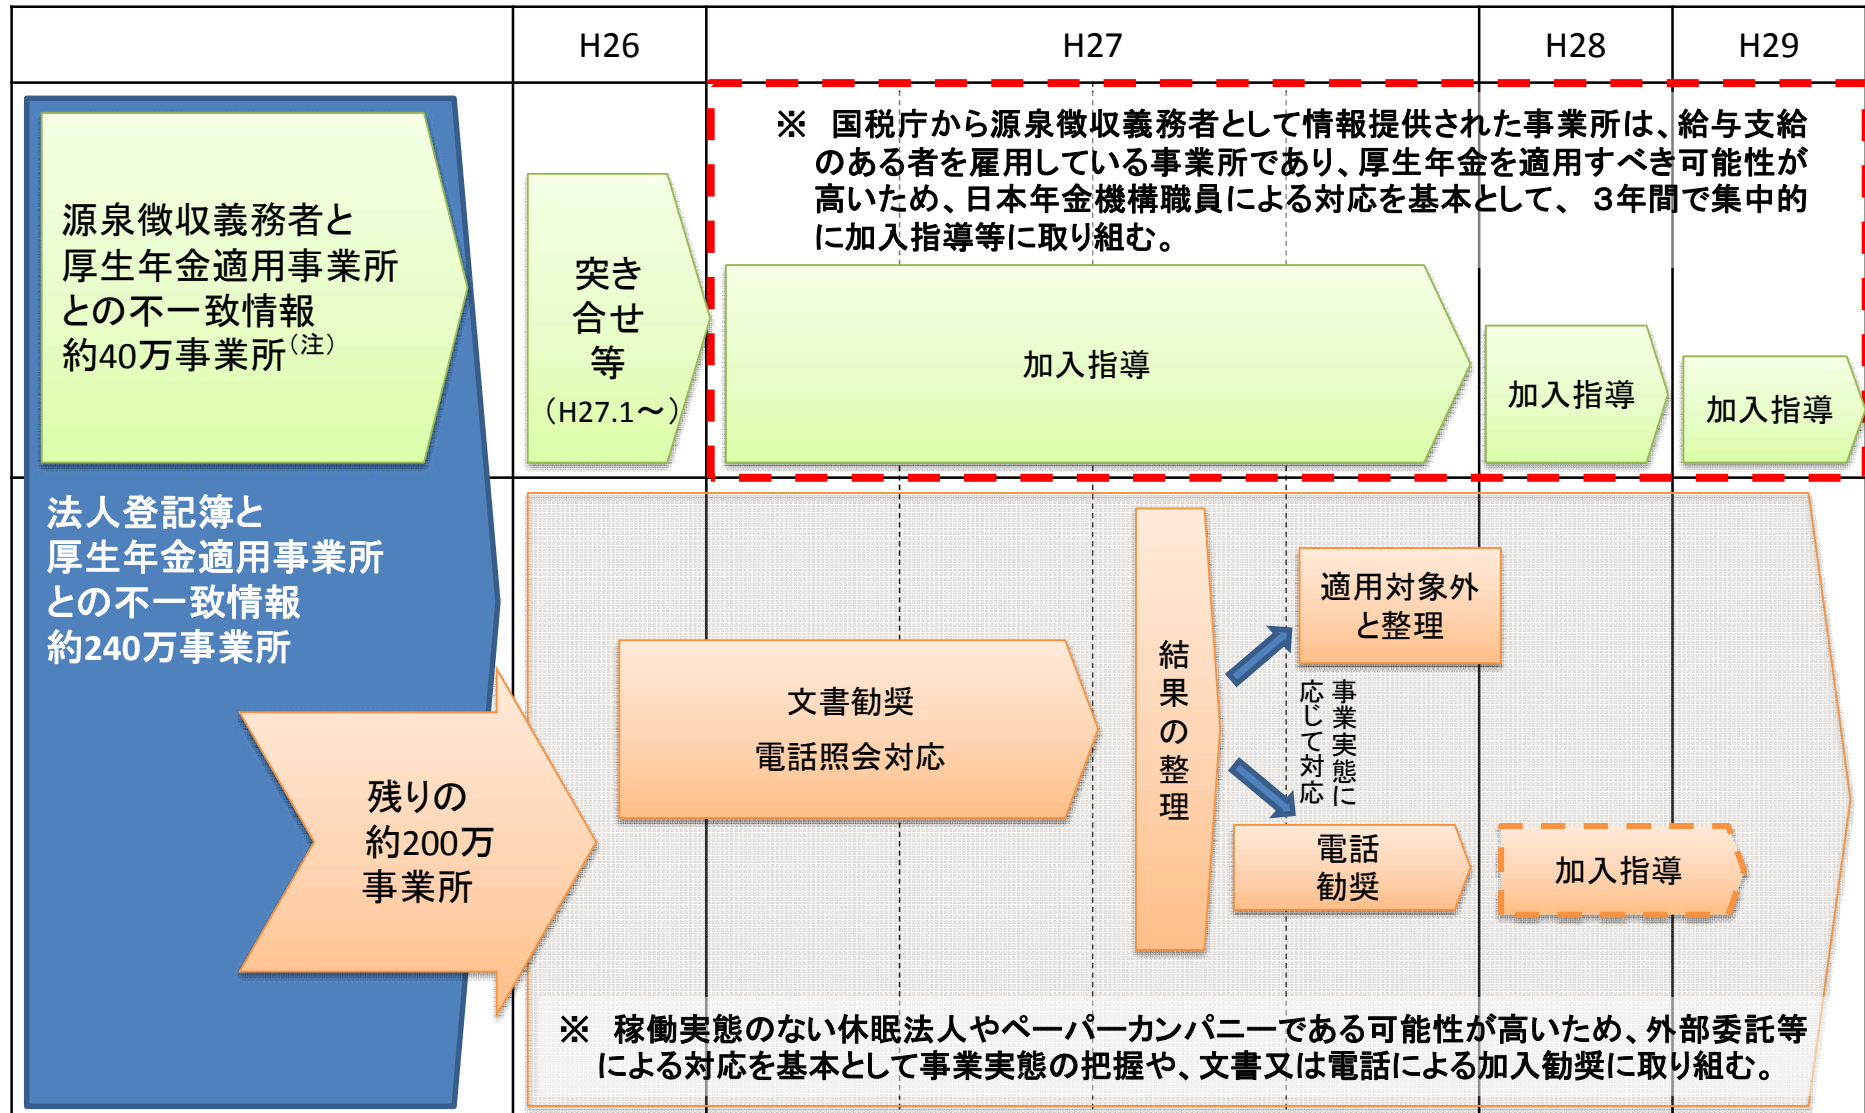 H26
H27
H28
H29
※　国税庁から源泉徴収義務者として情報提供された事業所は、給与支給
のある者を雇用している事業所であり、厚生年金を適用すべき可能性が
高いため、日本年金機構職員による対応を基本として、３年間で集中的
に加入指導等に取り組む。
源泉徴収義務者と
厚生年金適用事業所
との不一致情報
約40万事業所（注）
突き
合せ
等
（H27.1～）
加入指導
加入指導
加入指導
法人登記簿と
厚生年金適用事業所
との不一致情報
約240万事業所
残りの
約200万
事業所
文書勧奨
電話照会対応
結果の整理
適用対象外
と整理
事業実態に
応じて対応
電話
勧奨
加入指導
※　稼働実態のない休眠法人やペーパーカンパニーである可能性が高いため、外部委託等
による対応を基本として事業実態の把握や、文書又は電話による加入勧奨に取り組む。